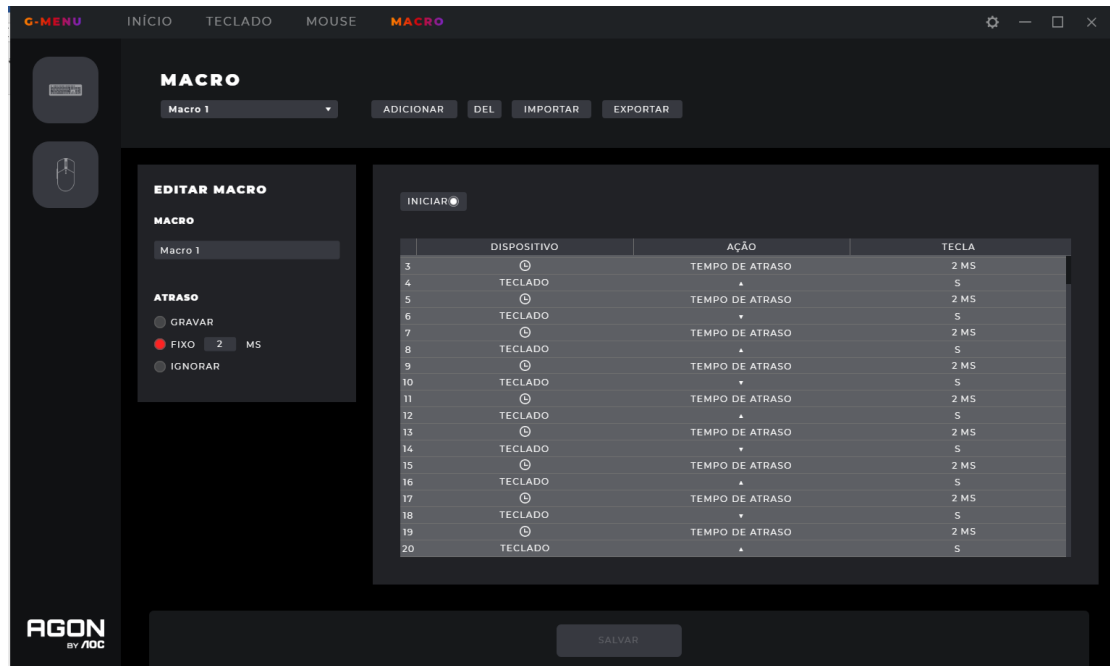 G-MENU INÍCIO TECLADO MOUSE MACRO
MACRO
Macro 1 ADICIONAR DEL IMPORTAR EXPORTAR
EDITAR MACRO
MACRO
Macro 1
ATRASO
GRAVAR
FIXO 2 MS
IGNORAR
INICIAR
DISPOSITIVO AÇÃO TECLA
3 TEMPO DE ATRASO 2 MS
4 TECLADO ▲ S
5 TEMPO DE ATRASO 2 MS
6 TECLADO ▼ S
7 TEMPO DE ATRASO 2 MS
8 TECLADO ▲ S
9 TEMPO DE ATRASO 2 MS
10 TECLADO ▼ S
11 TEMPO DE ATRASO 2 MS
12 TECLADO ▲ S
13 TEMPO DE ATRASO 2 MS
14 TECLADO ▼ S
15 TEMPO DE ATRASO 2 MS
16 TECLADO ▲ S
17 TEMPO DE ATRASO 2 MS
18 TECLADO ▼ S
19 TEMPO DE ATRASO 2 MS
20 TECLADO ▲ S
SALVAR
AGON
BY AOC